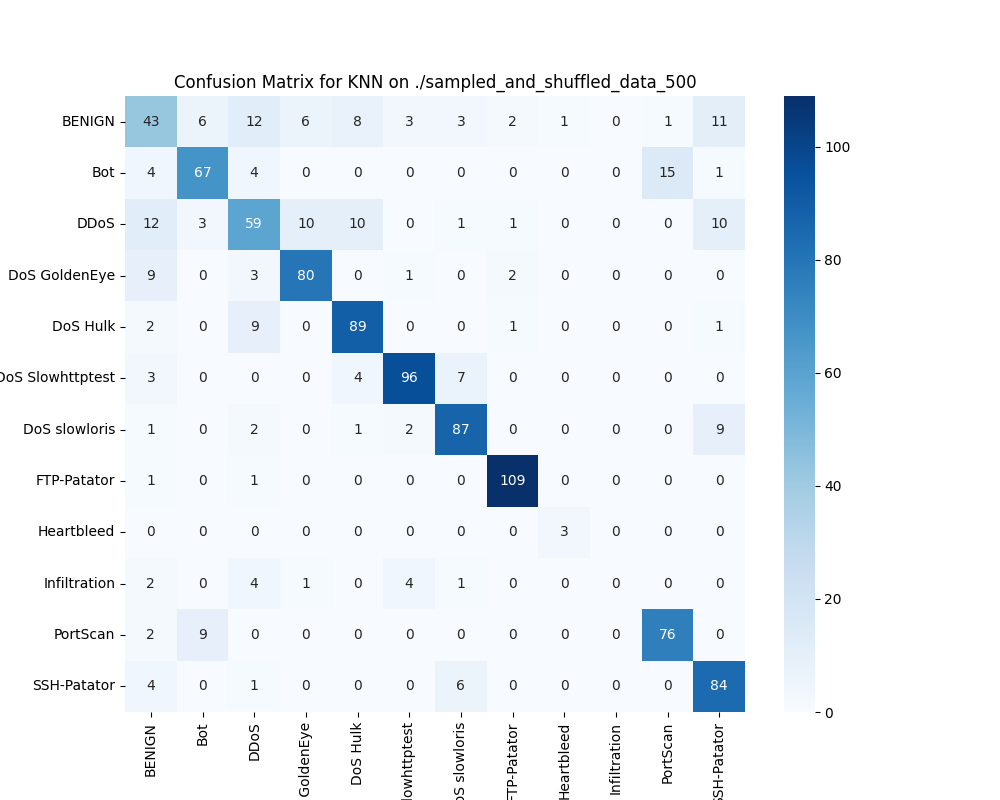 Confusion Matrix for KNN on ./sampled_and_shuffled_data_500
BENIGN 43 6 12 6 8 3 3 2 1 0 1 11
Bot 4 67 4 0 0 0 0 0 0 0 15 1
DDoS 12 3 59 10 10 0 1 1 0 0 0 10
DoS GoldenEye 9 0 3 80 0 1 0 2 0 0 0 0
DoS Hulk 2 0 9 0 89 0 0 1 0 0 0 1
DoS Slowhttptest 3 0 0 0 4 96 7 0 0 0 0 0
DoS slowloris 1 0 2 0 1 2 87 0 0 0 0 9
FTP-Patator 1 0 1 0 0 0 0 109 0 0 0 0
Heartbleed 0 0 0 0 0 0 0 0 3 0 0 0
Infiltration 2 0 4 1 0 4 1 0 0 0 0 0
PortScan 2 9 0 0 0 0 0 0 0 0 76 0
SSH-Patator 4 0 1 0 0 0 6 0 0 0 0 84
BENIGN
Bot
DDoS
GoldenEye
DoS Hulk
lowhttptest
oS slowloris
FTP-Patator
Heartbleed
Infiltration
PortScan
SSH-Patator
100
80
60
40
20
0